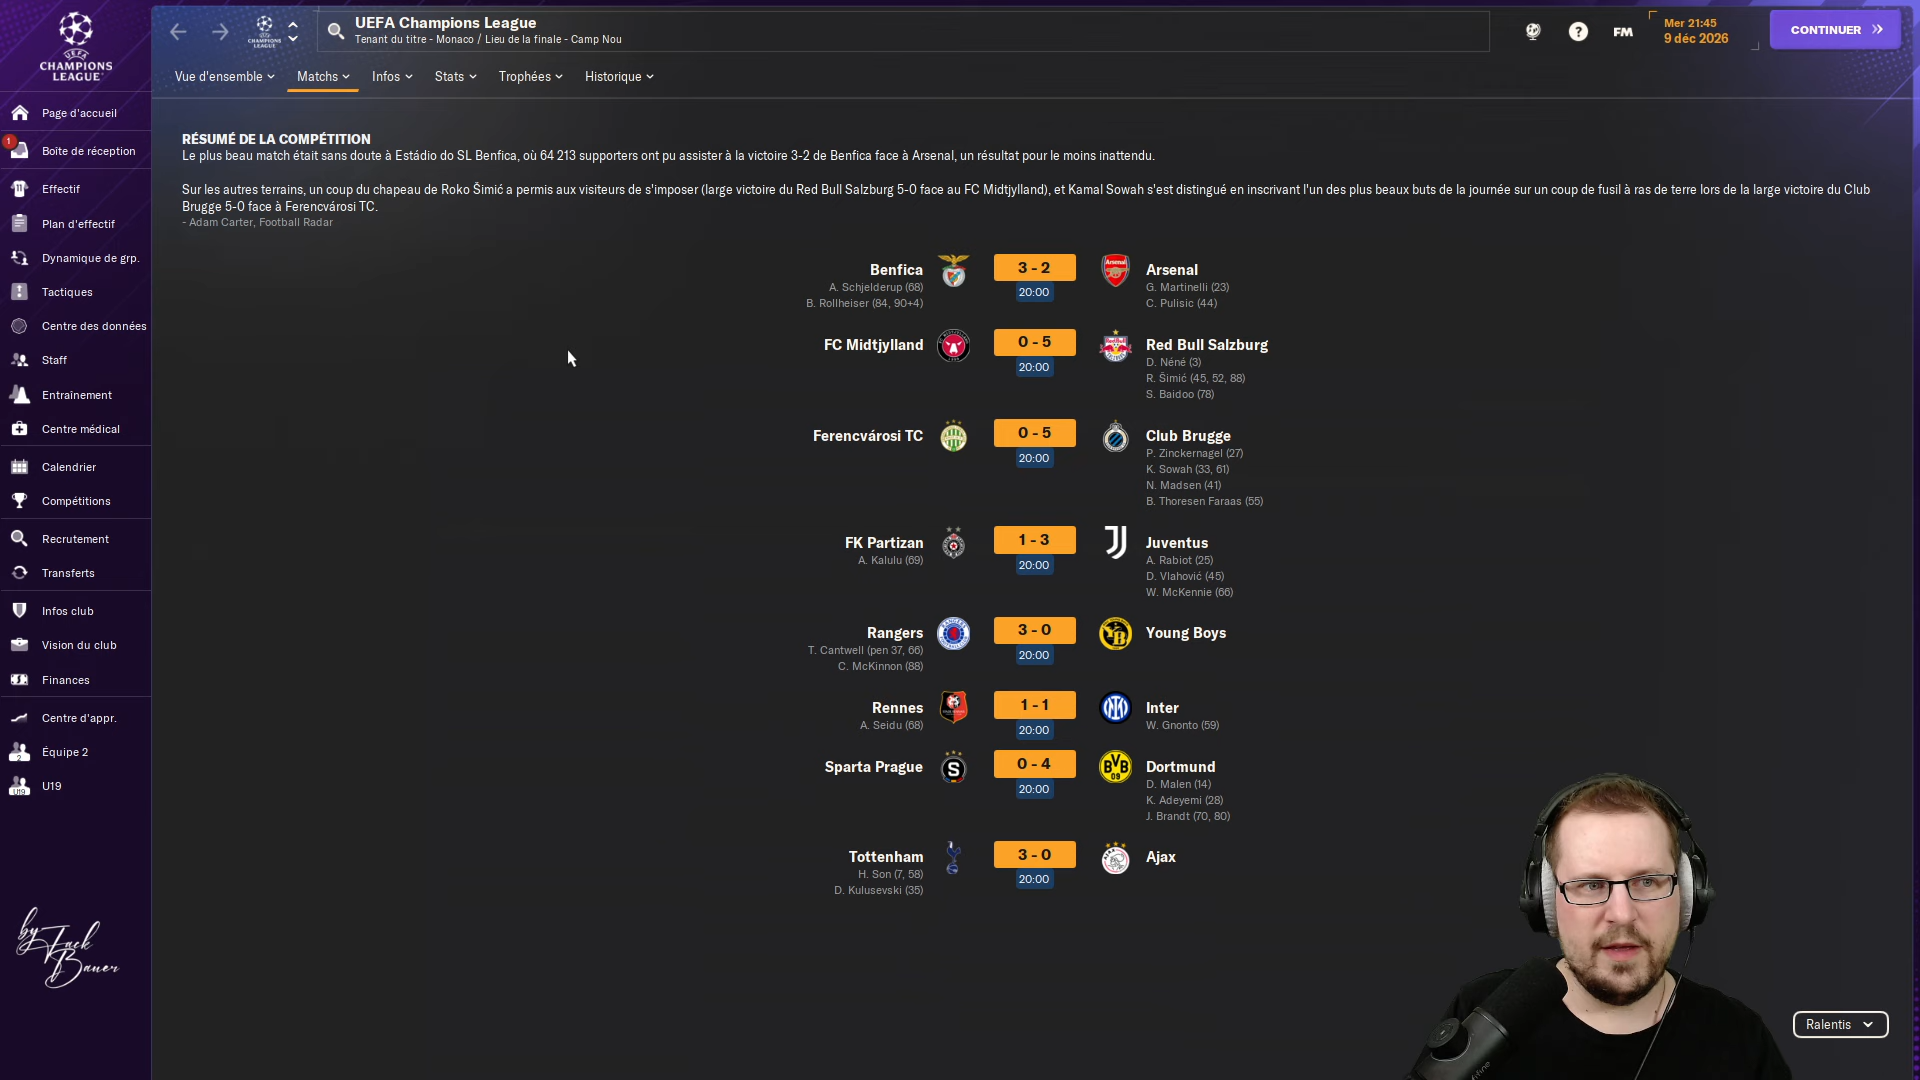 UEFA
CHAMPIONS
LEAGUE
CHAMPIONS
LEAGUE
UEFA Champions League
Tenant du titre - Monaco / Lieu de la finale - Camp Nou
?
FM
Mer 21:45
9 déc 2026
CONTINUER
Vue d'ensemble
Matchs
Infos
Stats
Trophées
Historique
Page d'accueil
1
Boîte de réception
Effectif
Plan d'effectif
Dynamique de grp.
Tactiques
Centre des données
Staff
Entraînement
Centre médical
Calendrier
Compétitions
Recrutement
Transferts
Infos club
Vision du club
Finances
Centre d'appr.
2
Équipe 2
U19
U19
by Jack
Bauer
RÉSUMÉ DE LA COMPÉTITION
Le plus beau match était sans doute à Estádio do SL Benfica, où 64 213 supporters ont pu assister à la victoire 3-2 de Benfica face à Arsenal, un résultat pour le moins inattendu.
Sur les autres terrains, un coup du chapeau de Roko Šimić a permis aux visiteurs de s'imposer (large victoire du Red Bull Salzburg 5-0 face au FC Midtjylland), et Kamal Sowah s'est distingué en inscrivant l'un des plus beaux buts de la journée sur un coup de fusil à ras de terre lors de la large victoire du Club
Brugge 5-0 face à Ferencvárosi TC.
- Adam Carter, Football Radar
Benfica 3 - 2 Arsenal
A. Schjelderup (68) 20:00 G. Martinelli (23)
B. Rollheiser (84, 90+4) C. Pulisic (44)
FC Midtjylland 0 - 5 Red Bull Salzburg
20:00 D. Néné (3)
R. Šimić (45, 52, 88)
S. Baidoo (78)
Ferencvárosi TC 0 - 5 Club Brugge
20:00 P. Zinckernagel (27)
K. Sowah (33, 61)
N. Madsen (41)
B. Thoresen Faraas (55)
FK Partizan 1 - 3 Juventus
A. Kalulu (69) 20:00 A. Rabiot (25)
D. Vlahović (45)
W. McKennie (66)
Rangers 3 - 0 Young Boys
T. Cantwell (pen 37, 66) 20:00
C. McKinnon (88)
Rennes 1 - 1 Inter
A. Seidu (68) 20:00 W. Gnonto (59)
Sparta Prague 0 - 4 Dortmund
20:00 D. Malen (14)
K. Adeyemi (28)
J. Brandt (70, 80)
Tottenham 3 - 0 Ajax
H. Son (7, 58) 20:00
D. Kulusevski (35)
Ralentis